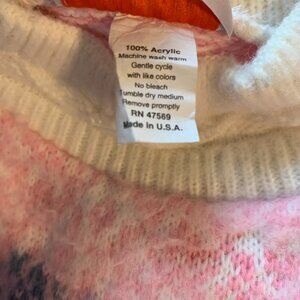 100% Acrylic
Machine wash warm
Gentle cycle
with like colors
No bleach
Tumble dry medium
Remove promptly
RN 47569
Made in U.S.A.